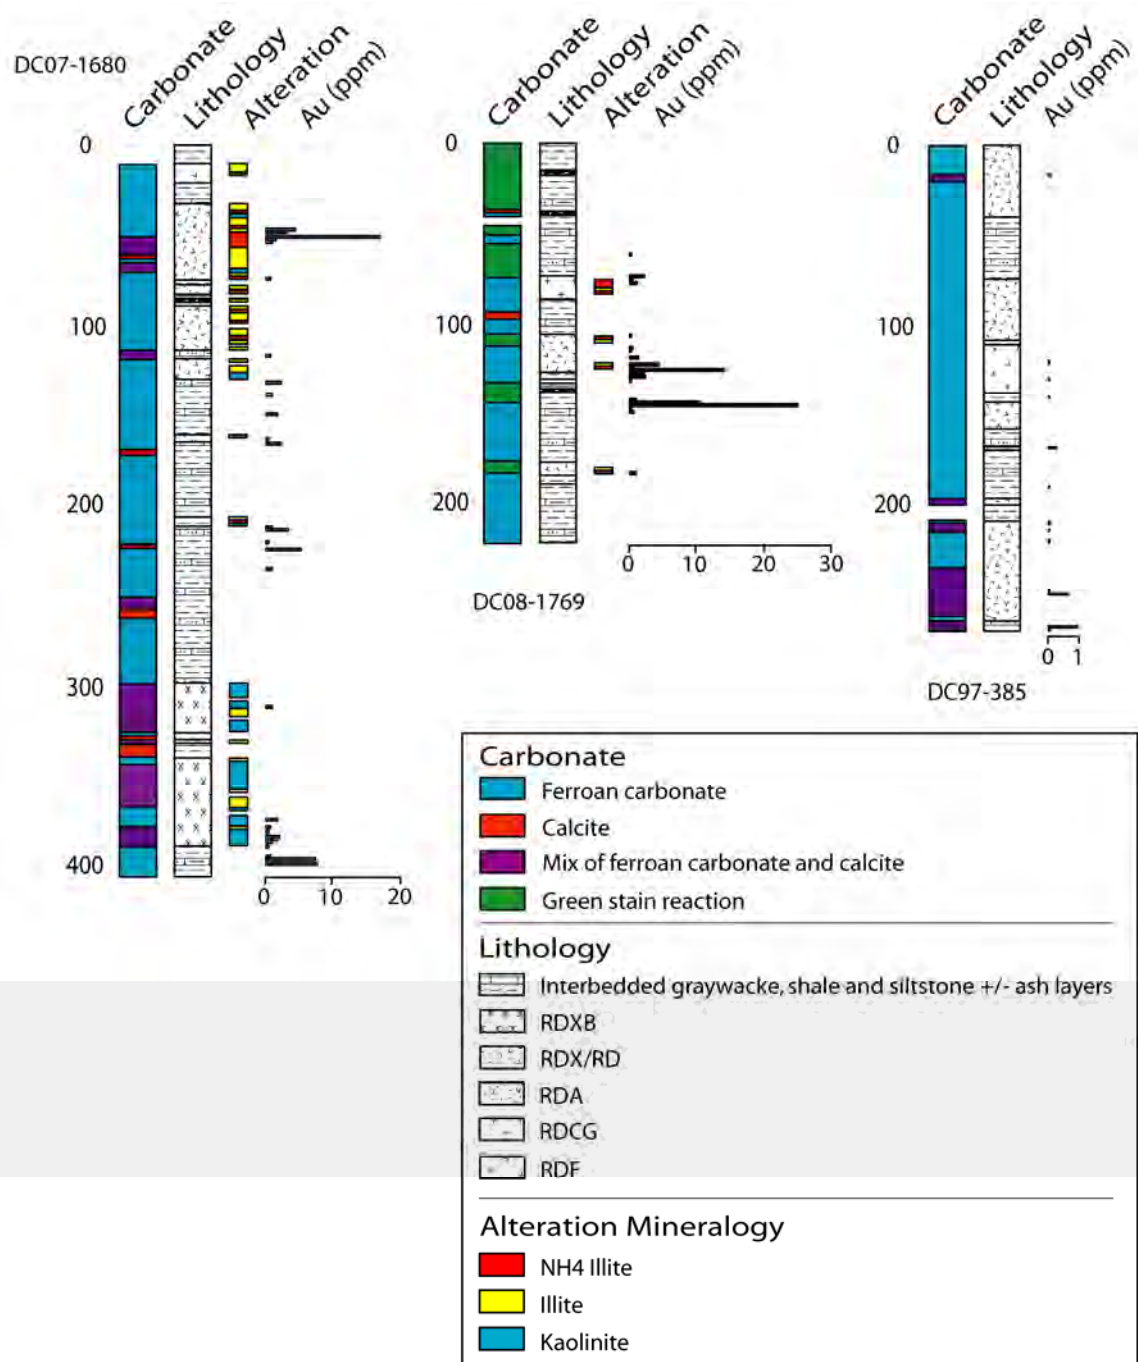 DC07-1680
Carbonate
Lithology
Alteration
Au (ppm)
0
100
200
300
400
0 10 20
Carbonate
Lithology
Alteration
Au (ppm)
0
100
200
0 10 20 30
DC08-1769
Carbonate
Lithology
Au (ppm)
0
100
200
0 1
DC97-385
Carbonate
Ferroan carbonate
Calcite
Mix of ferroan carbonate and calcite
Green stain reaction
Lithology
Interbedded graywacke, shale and siltstone +/- ash layers
RDXB
RDX/RD
RDA
RDCG
RDF
Alteration Mineralogy
NH4 Illite
Illite
Kaolinite